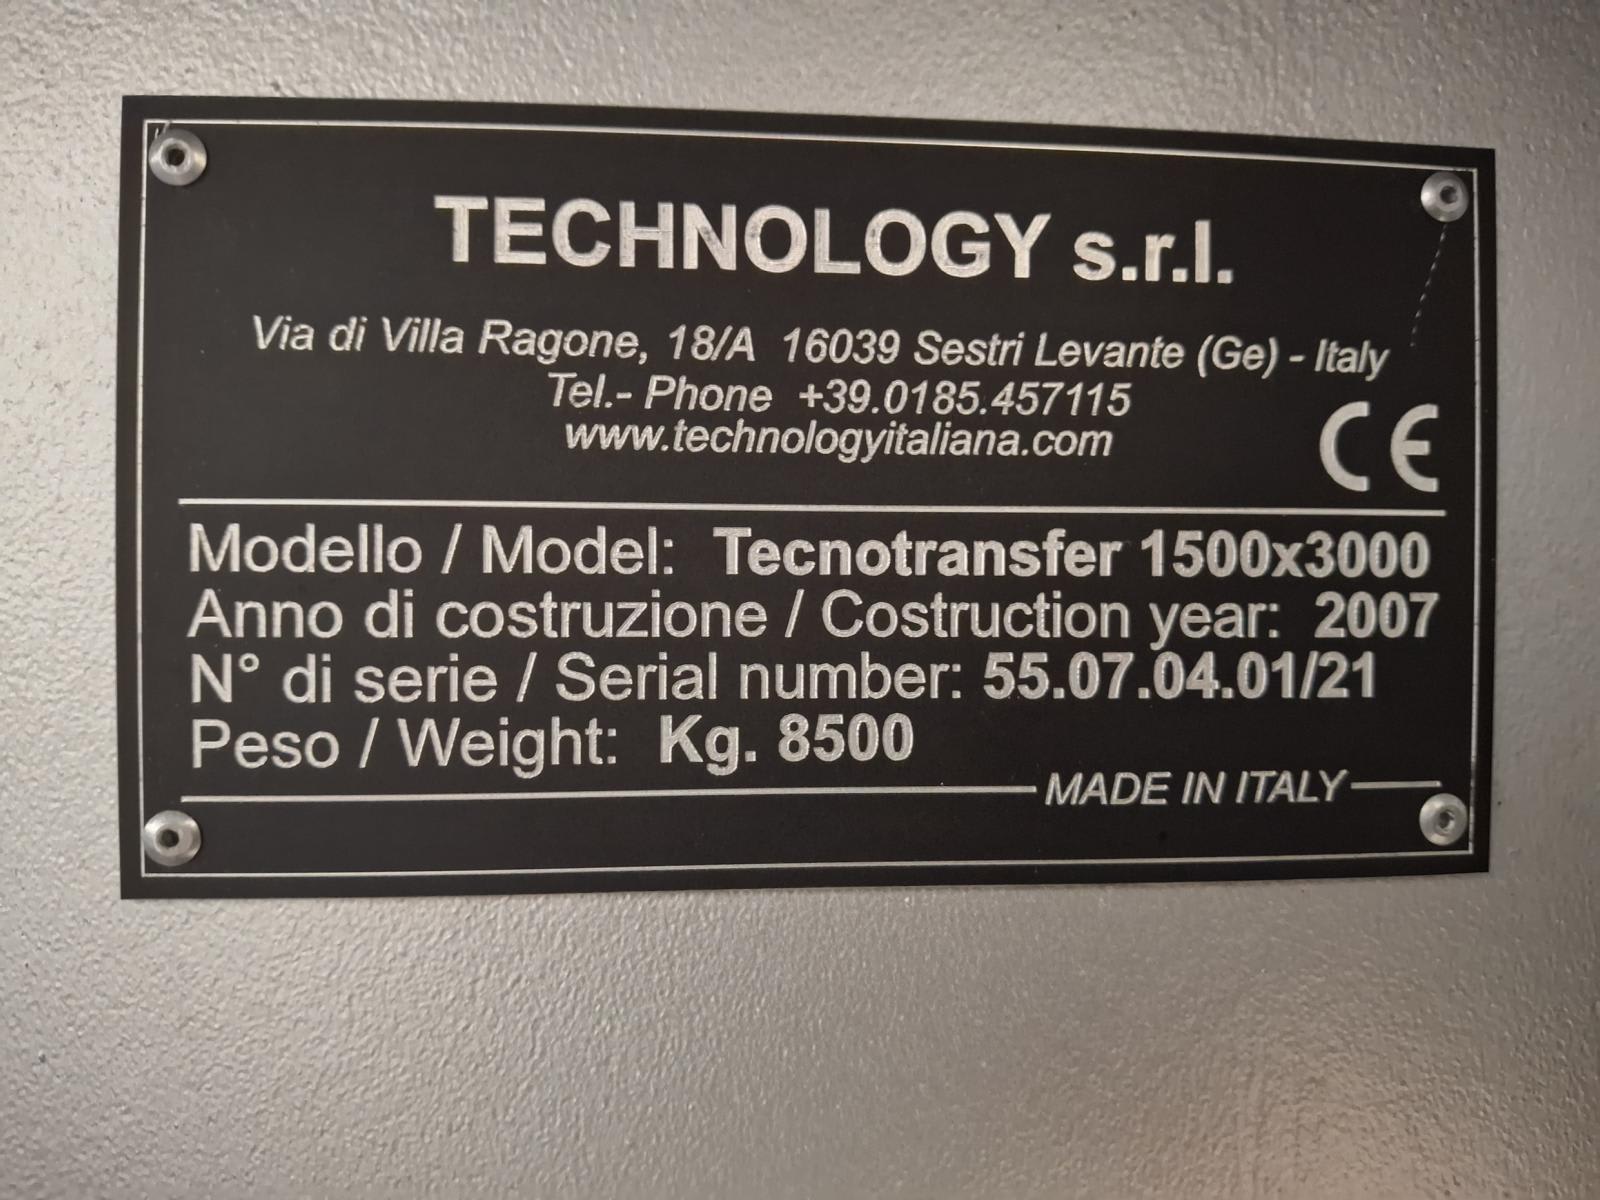 TECHNOLOGY s.r.l.
Via di Villa Ragone, 18/A 16039 Sestri Levante (Ge) - Italy
Tel.- Phone +39.0185.457115
www.technologyitaliana.com
CE
Modello / Model: Tecnotransfer 1500x3000
Anno di costruzione / Costruction year: 2007
N° di serie / Serial number: 55.07.04.01/21
Peso / Weight: Kg. 8500
MADE IN ITALY